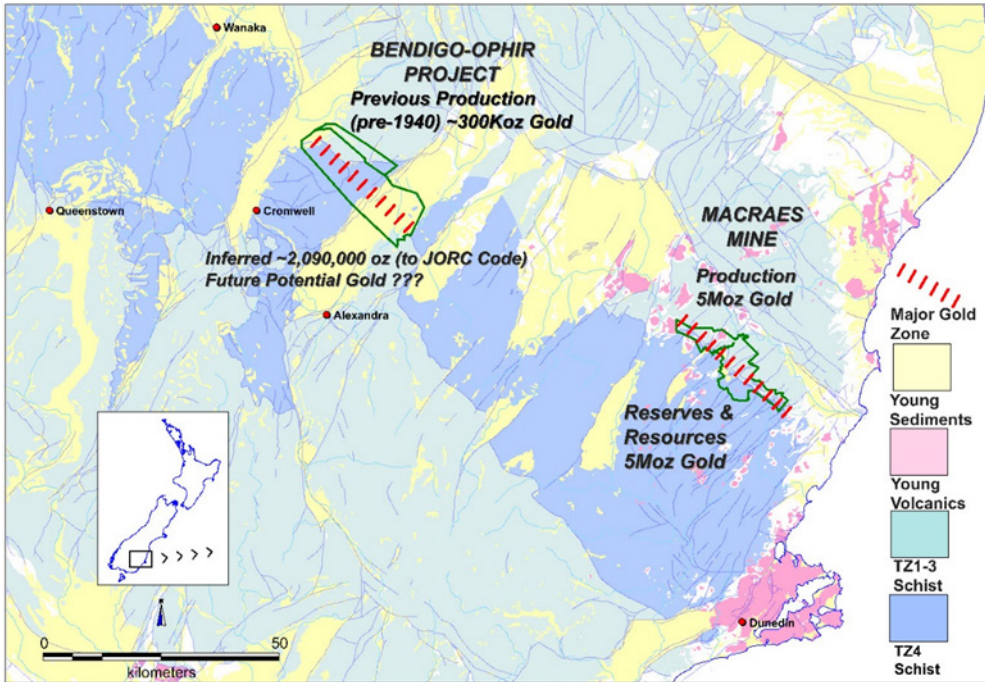 Wanaka
BENDIGO-OPHIR
PROJECT
Previous Production
(pre-1940) ~300Koz Gold
Queenstown
Cromwell
Inferred ~2,090,000 oz (to JORC Code)
Future Potential Gold ???
Alexandra
MACRAES
MINE
Production
5Moz Gold
Reserves &
Resources
5Moz Gold
Dunedin
Major Gold
Zone
Young
Sediments
Young
Volcanics
TZ1-3
Schist
TZ4
Schist
0 50
kilometers